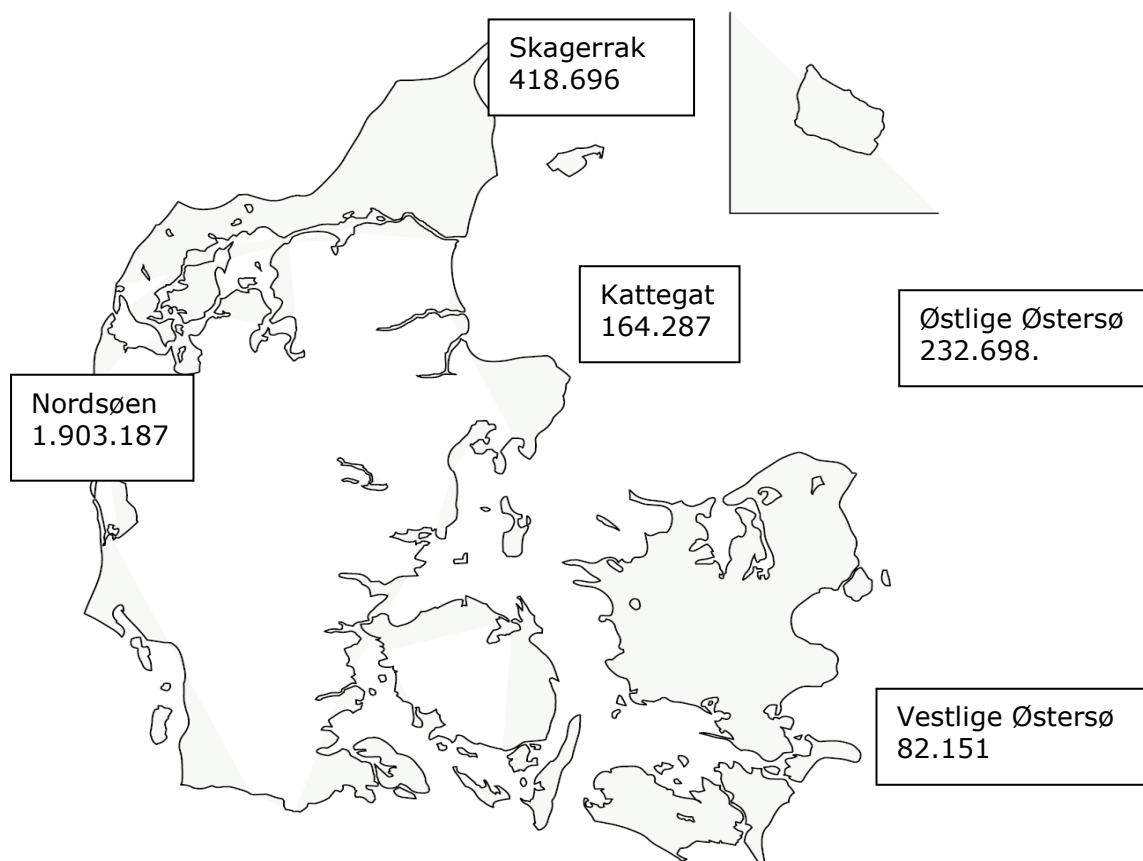 Skagerrak
418.696
Kattegat
164.287
Østlige Østersø
232.698.
Nordsøen
1.903.187
Vestlige Østersø
82.151